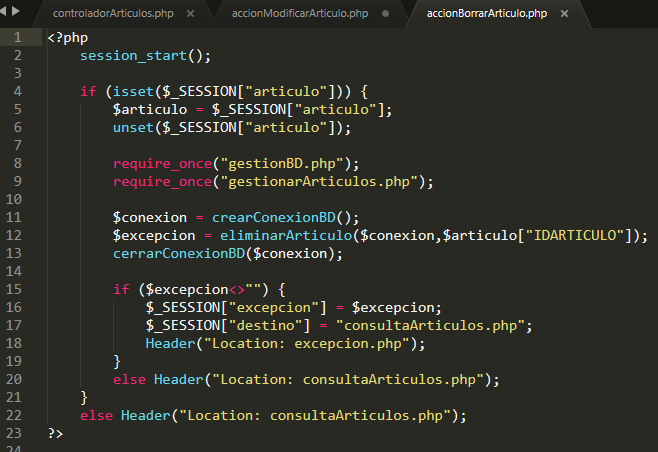 controladorArticulos.php × accionModificarArticulo.php accionBorrarArticulo.php ×
1 <?php
2 session_start();
3
4 if (isset($_SESSION["articulo"])) {
5 $articulo = $_SESSION["articulo"];
6 unset($_SESSION["articulo"]);
7
8 require_once("gestionBD.php");
9 require_once("gestionarArticulos.php");
10
11 $conexion = crearConexionBD();
12 $excepcion = eliminarArticulo($conexion,$articulo["IDARTICULO"]);
13 cerrarConexionBD($conexion);
14
15 if ($excepcion<>"") {
16 $_SESSION["excepcion"] = $excepcion;
17 $_SESSION["destino"] = "consultaArticulos.php";
18 Header("Location: excepcion.php");
19 }
20 else Header("Location: consultaArticulos.php");
21 }
22 else Header("Location: consultaArticulos.php");
23 ?>
24